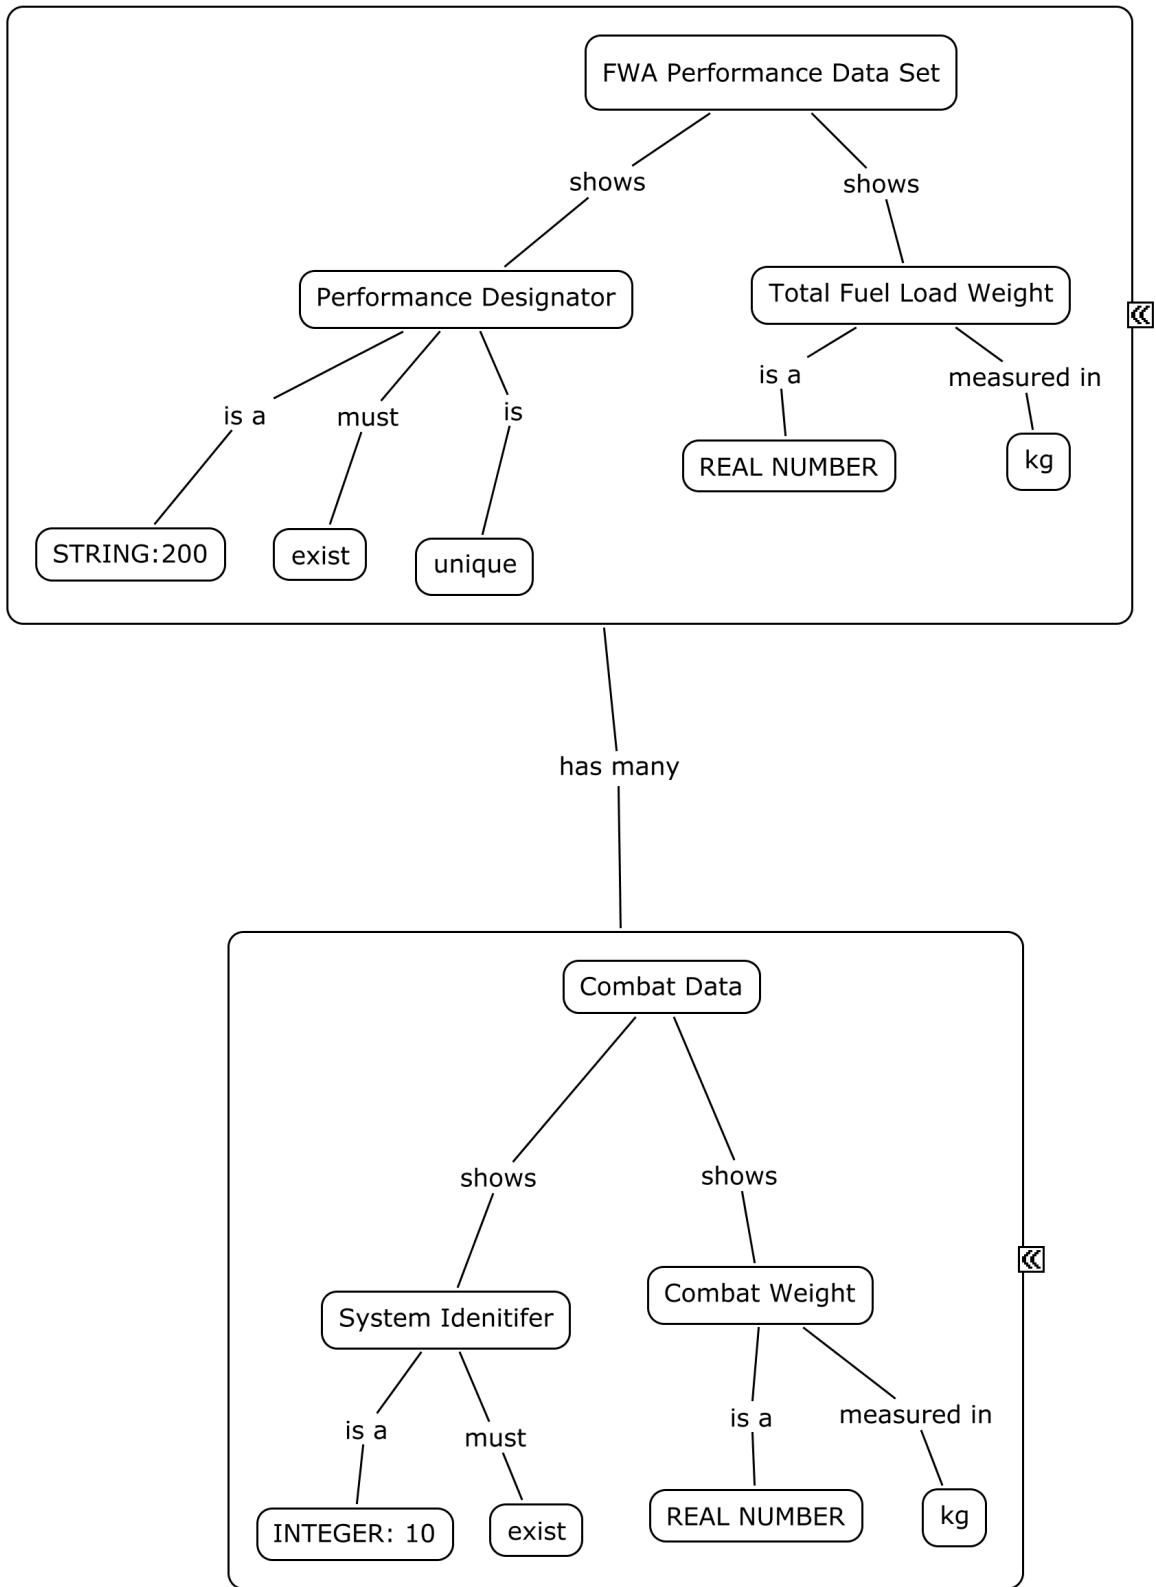 FWA Performance Data Set
shows
shows
Performance Designator
Total Fuel Load Weight
is a
must
is
is a
measured in
STRING:200
exist
unique
REAL NUMBER
kg
has many
Combat Data
shows
shows
System Idenitifer
Combat Weight
is a
must
is a
measured in
INTEGER: 10
exist
REAL NUMBER
kg